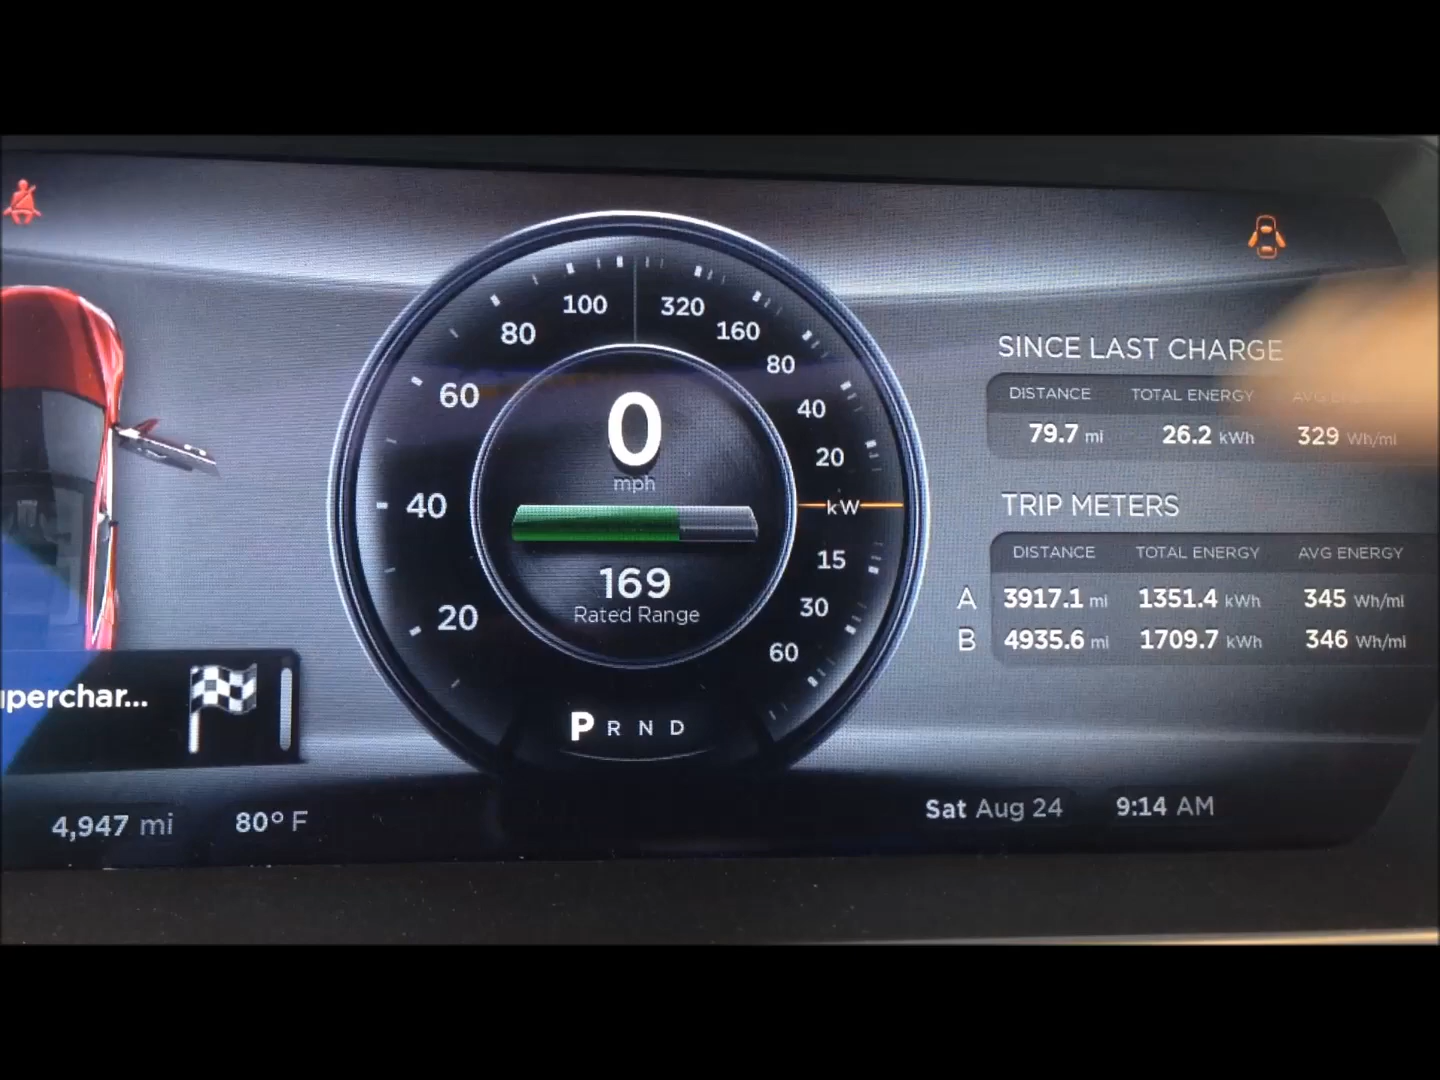 100 320
80 160
60 80
40
20
40 kW
15
20 30
60
0
mph
169
Rated Range
P R N D
SINCE LAST CHARGE
DISTANCE TOTAL ENERGY
79.7 mi 26.2 kWh 329 Wh/mi
TRIP METERS
DISTANCE TOTAL ENERGY AVG ENERGY
A 3917.1 mi 1351.4 kWh 345 Wh/mi
B 4935.6 mi 1709.7 kWh 346 Wh/mi
uperchar...
4,947 mi 80° F Sat Aug 24 9:14 AM